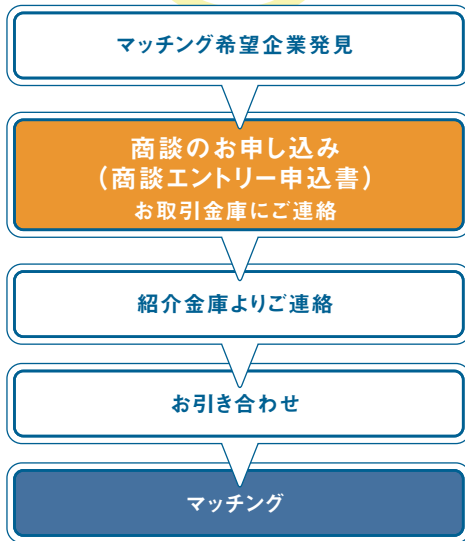 マッチング希望企業発見
商談のお申し込み
(商談エントリー申込書)
お取引金庫にご連絡
紹介金庫よりご連絡
お引き合わせ
マッチング